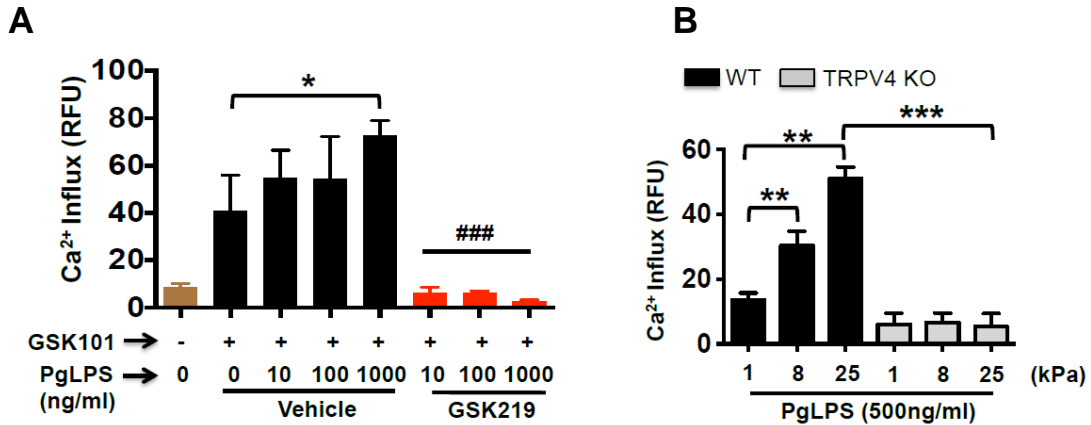 A
Ca²⁺ Influx (RFU)
100
80
60
40
20
0
*
###
GSK101 - + + + + + + +
PgLPS 0 0 10 100 1000 10 100 1000
(ng/ml)
Vehicle GSK219
B
WT TRPV4 KO
Ca²⁺ Influx (RFU)
60
40
20
0
**
**
***
1 8 25 1 8 25 (kPa)
PgLPS (500ng/ml)